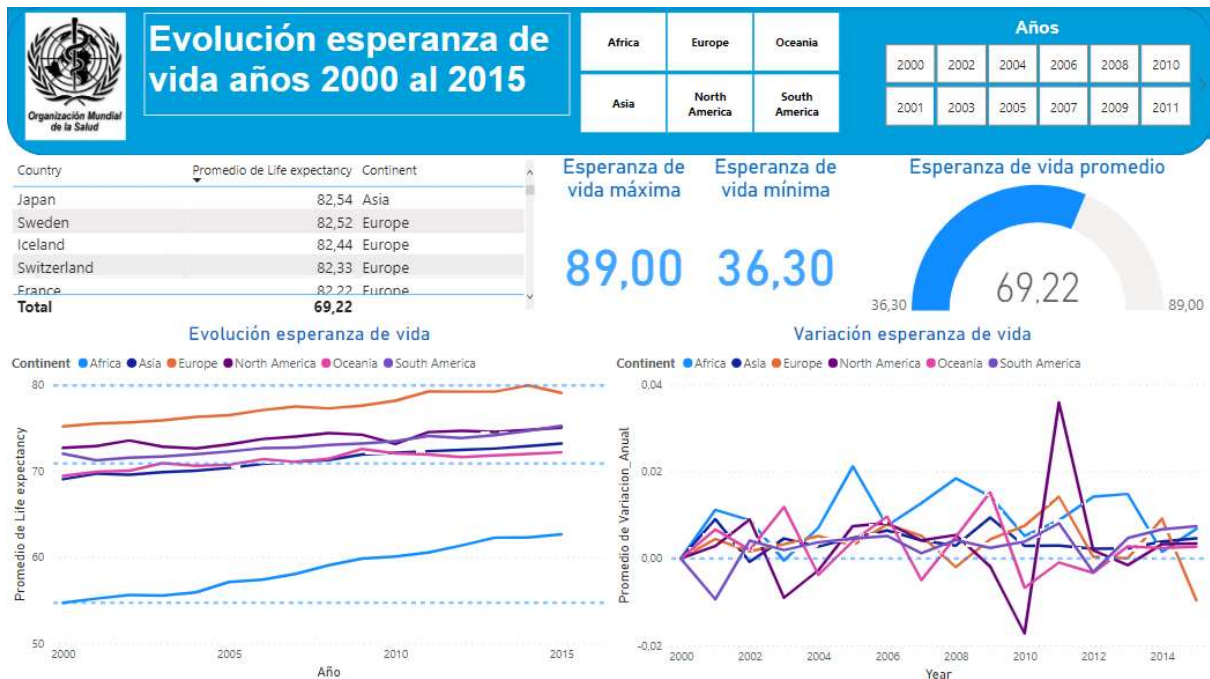 Organización Mundial
de la Salud
Evolución esperanza de
vida años 2000 al 2015
Africa Europe Oceania
Asia North America South America
Años
2000 2002 2004 2006 2008 2010
2001 2003 2005 2007 2009 2011
Country Promedio de Life expectancy Continent
Japan 82,54 Asia
Sweden 82,52 Europe
Iceland 82,44 Europe
Switzerland 82,33 Europe
France 82,22 Europe
Total 69,22
Esperanza de
vida máxima
89,00
Esperanza de
vida mínima
36,30
Esperanza de vida promedio
69,22
36,30
89,00
Evolución esperanza de vida
Continent Africa Asia Europe North America Oceania South America
Promedio de Life expectancy
80
70
60
50
2000 2005 2010 2015
Año
Variación esperanza de vida
Continent Africa Asia Europe North America Oceania South America
Promedio de Variacion_Anual
0,04
0,02
0,00
-0,02
2000 2002 2004 2006 2008 2010 2012 2014
Year